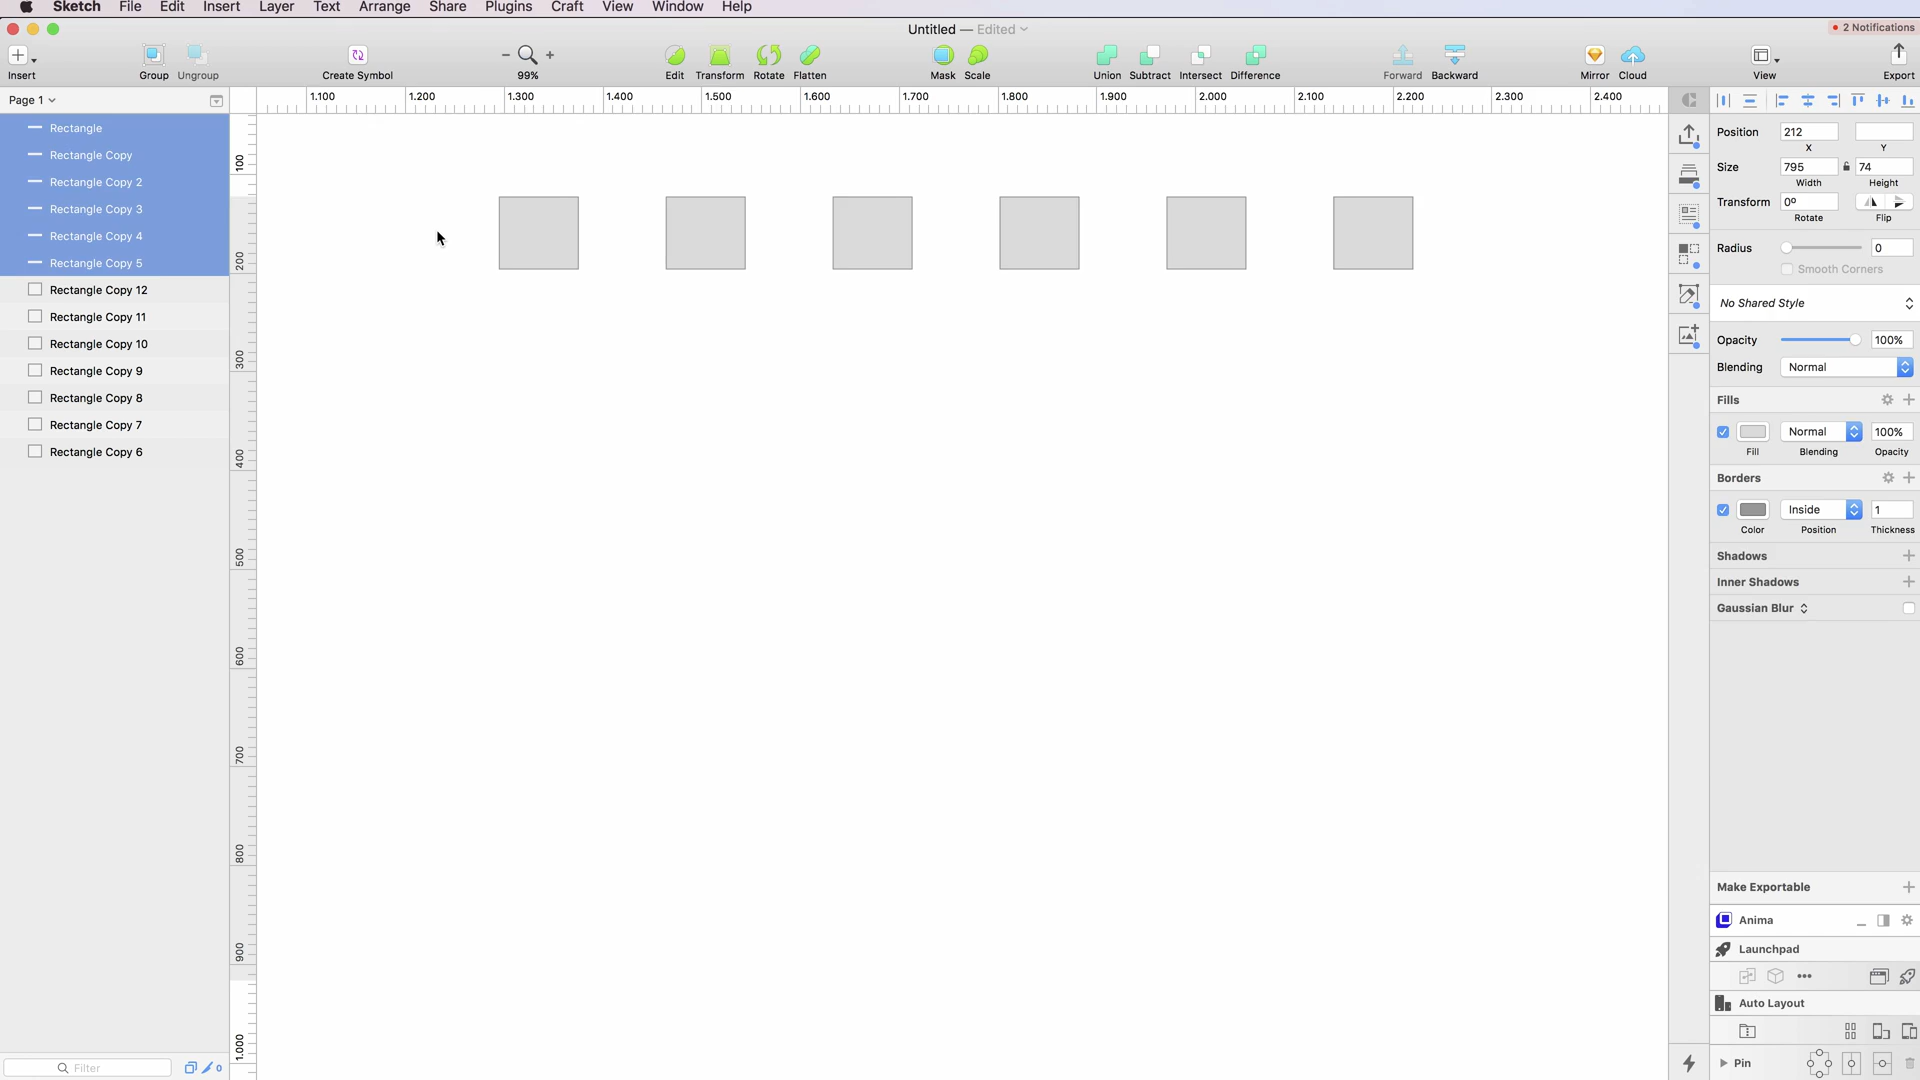 Sketch File Edit Insert Layer Text Arrange Share Plugins Craft View Window Help
Untitled — Edited
2 Notifications
Insert Group Ungroup Create Symbol 99% Edit Transform Rotate Flatten Mask Scale Union Subtract Intersect Difference Forward Backward Mirror Cloud View Export
Page 1
1.100 1.200 1.300 1.400 1.500 1.600 1.700 1.800 1.900 2.000 2.100 2.200 2.300 2.400
Rectangle
Rectangle Copy
Rectangle Copy 2
Rectangle Copy 3
Rectangle Copy 4
Rectangle Copy 5
Rectangle Copy 12
Rectangle Copy 11
Rectangle Copy 10
Rectangle Copy 9
Rectangle Copy 8
Rectangle Copy 7
Rectangle Copy 6
Filter
0
100
200
300
400
500
600
700
800
900
1.000
Position 212
X Y
Size 795 74
Width Height
Transform 0º
Rotate Flip
Radius 0
Smooth Corners
No Shared Style
Opacity 100%
Blending Normal
Fills
Normal 100%
Fill Blending Opacity
Borders
Inside 1
Color Position Thickness
Shadows
Inner Shadows
Gaussian Blur
Make Exportable
Anima
Launchpad
Auto Layout
Pin